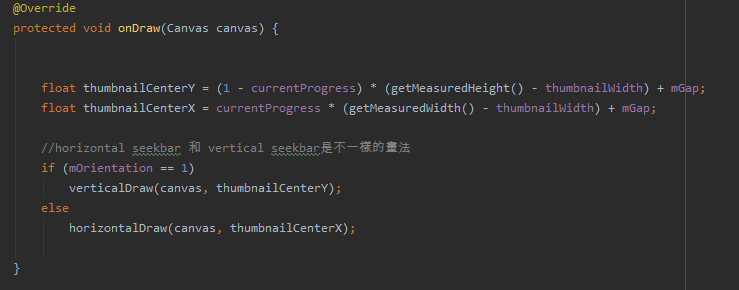 @Override
protected void onDraw(Canvas canvas) {
float thumbnailCenterY = (1 - currentProgress) * (getMeasuredHeight() - thumbnailWidth) + mGap;
float thumbnailCenterX = currentProgress * (getMeasuredWidth() - thumbnailWidth) + mGap;
//horizontal seekbar 和 vertical seekbar是不一樣的畫法
if (mOrientation == 1)
verticalDraw(canvas, thumbnailCenterY);
else
horizontalDraw(canvas, thumbnailCenterX);
}